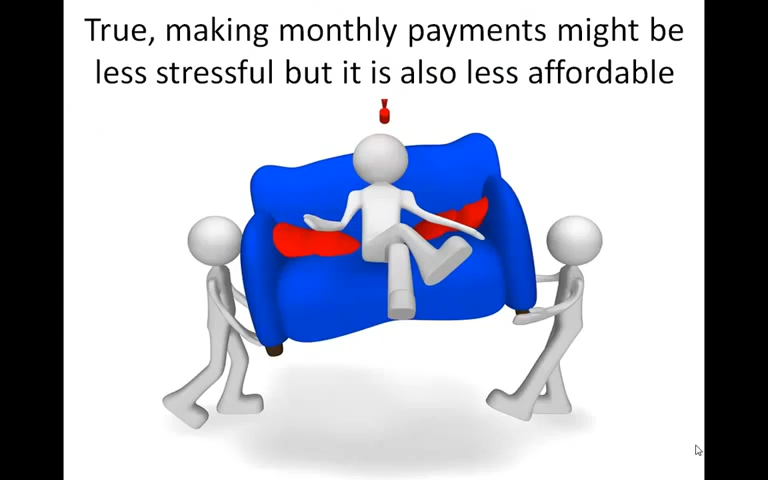 True, making monthly payments might be
less stressful but it is also less affordable